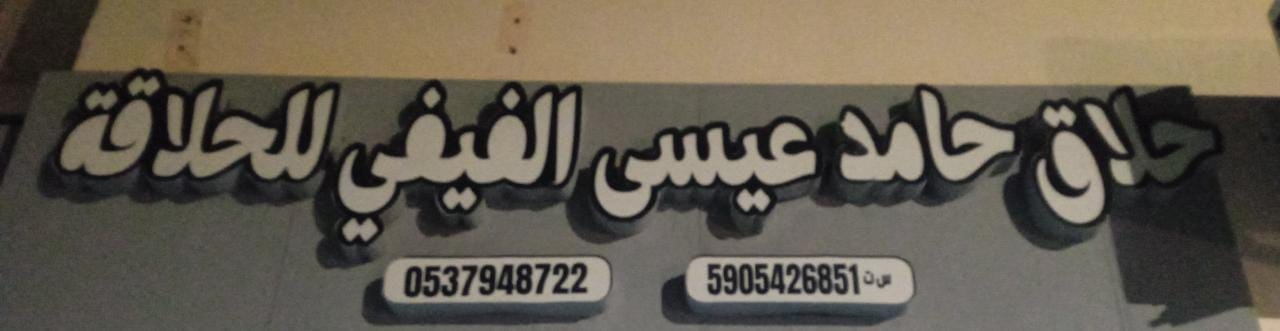 حلاق حامد عيسى الفيفي للحلاقة
س ت 5905426851
0537948722